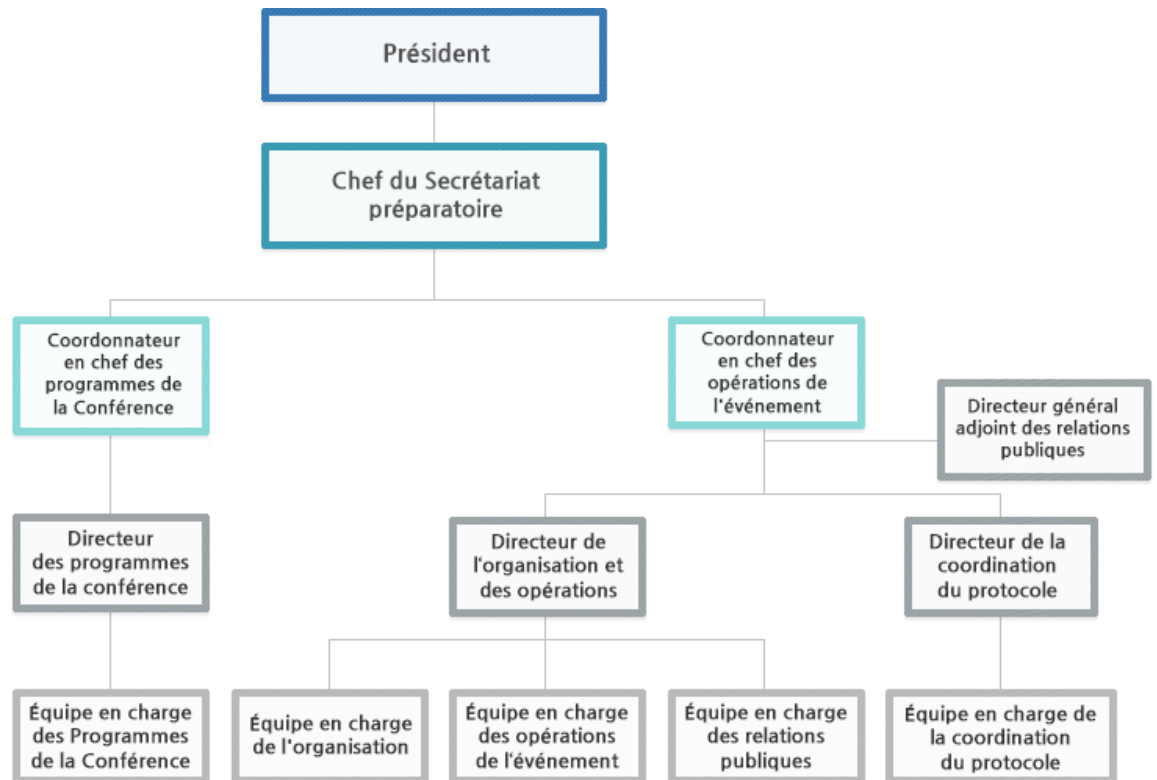 Président
Chef du Secrétariat
préparatoire
Coordonnateur
en chef des
programmes de
la Conférence
Coordonnateur
en chef des
opérations de
l'événement
Directeur général
adjoint des relations
publiques
Directeur
des programmes
de la conférence
Directeur de
l'organisation et
des opérations
Directeur de la
coordination
du protocole
Équipe en charge
des Programmes
de la Conférence
Équipe en charge
de l'organisation
Équipe en charge
des opérations
de l'événement
Équipe en charge
des relations
publiques
Équipe en charge de
la coordination
du protocole